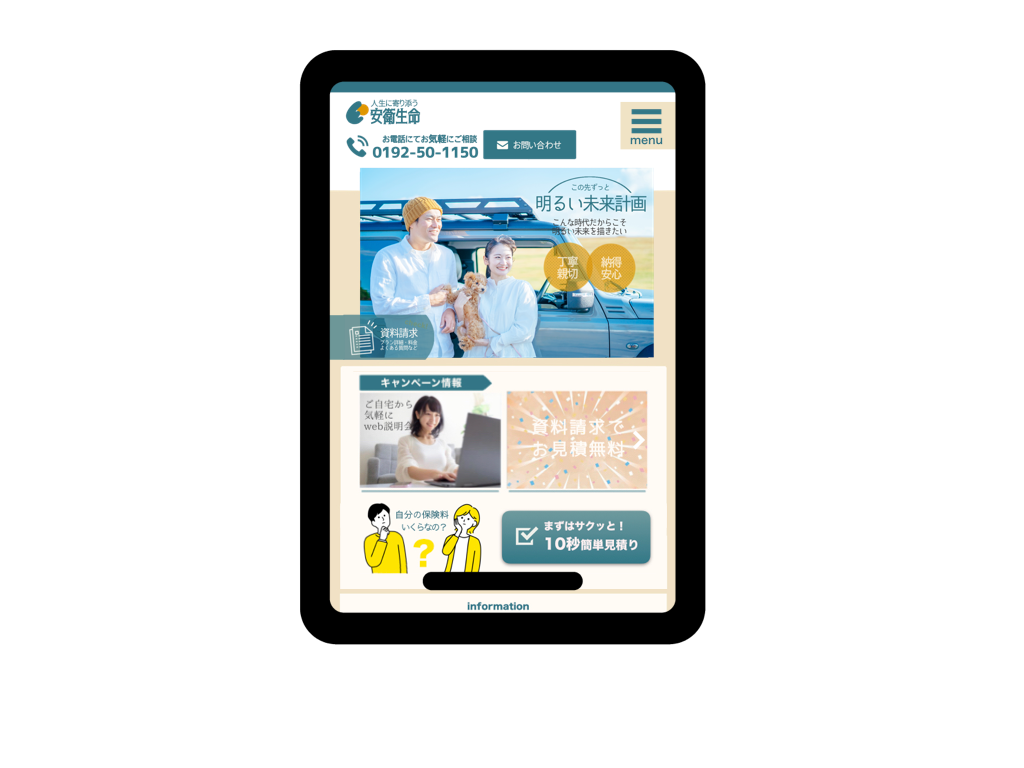 人生に寄り添う
安衛生命
お電話にてお気軽にご相談
0192-50-1150
お問い合わせ
menu
この先ずっと
明るい未来計画
こんな時代だからこそ
明るい未来を描きたい
丁寧
親切
納得
安心
資料請求
プラン詳細・料金
よくある質問など
キャンペーン情報
ご自宅から
気軽に
web説明会
資料請求で
お見積無料
自分の保険料
いくらなの？
?
まずはサクッと！
10秒簡単見積り
information